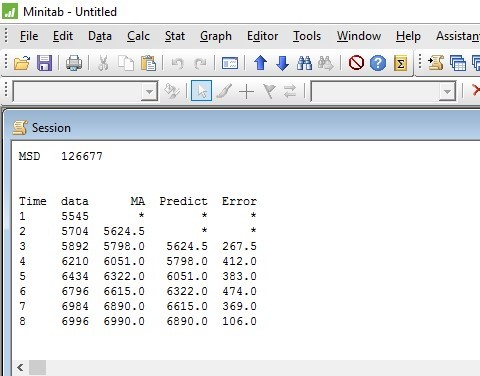 Minitab - Untitled
File Edit Data Calc Stat Graph Editor Tools Window Help Assistan
Session
MSD 126677
Time data MA Predict Error
1 5545 * * *
2 5704 5624.5 * *
3 5892 5798.0 5624.5 267.5
4 6210 6051.0 5798.0 412.0
5 6434 6322.0 6051.0 383.0
6 6796 6615.0 6322.0 474.0
7 6984 6890.0 6615.0 369.0
8 6996 6990.0 6890.0 106.0